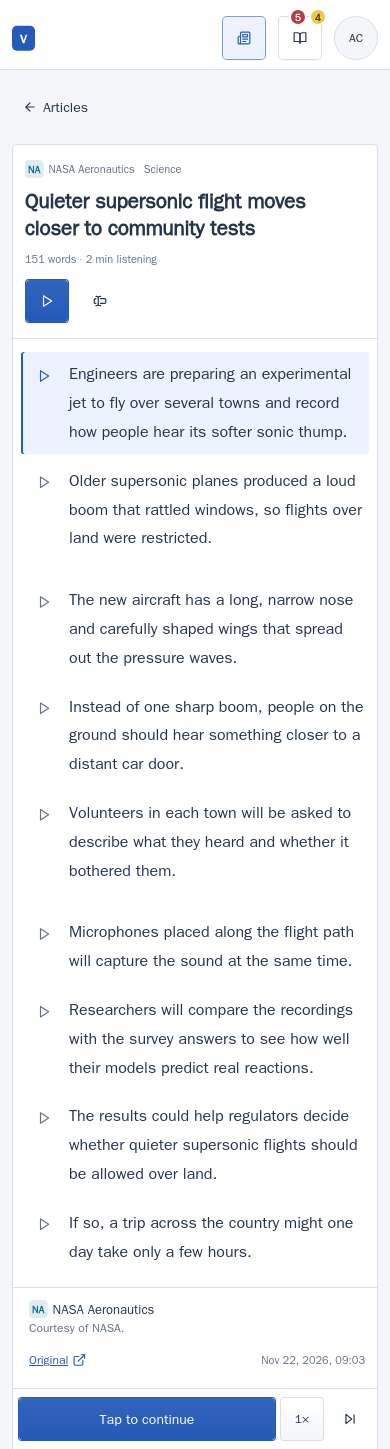 V
5
4
AC
Articles
NA NASA Aeronautics Science
Quieter supersonic flight moves
closer to community tests
151 words · 2 min listening
Engineers are preparing an experimental
jet to fly over several towns and record
how people hear its softer sonic thump.
Older supersonic planes produced a loud
boom that rattled windows, so flights over
land were restricted.
The new aircraft has a long, narrow nose
and carefully shaped wings that spread
out the pressure waves.
Instead of one sharp boom, people on the
ground should hear something closer to a
distant car door.
Volunteers in each town will be asked to
describe what they heard and whether it
bothered them.
Microphones placed along the flight path
will capture the sound at the same time.
Researchers will compare the recordings
with the survey answers to see how well
their models predict real reactions.
The results could help regulators decide
whether quieter supersonic flights should
be allowed over land.
If so, a trip across the country might one
day take only a few hours.
NA NASA Aeronautics
Courtesy of NASA.
Original Nov 22, 2026, 09:03
Tap to continue 1×